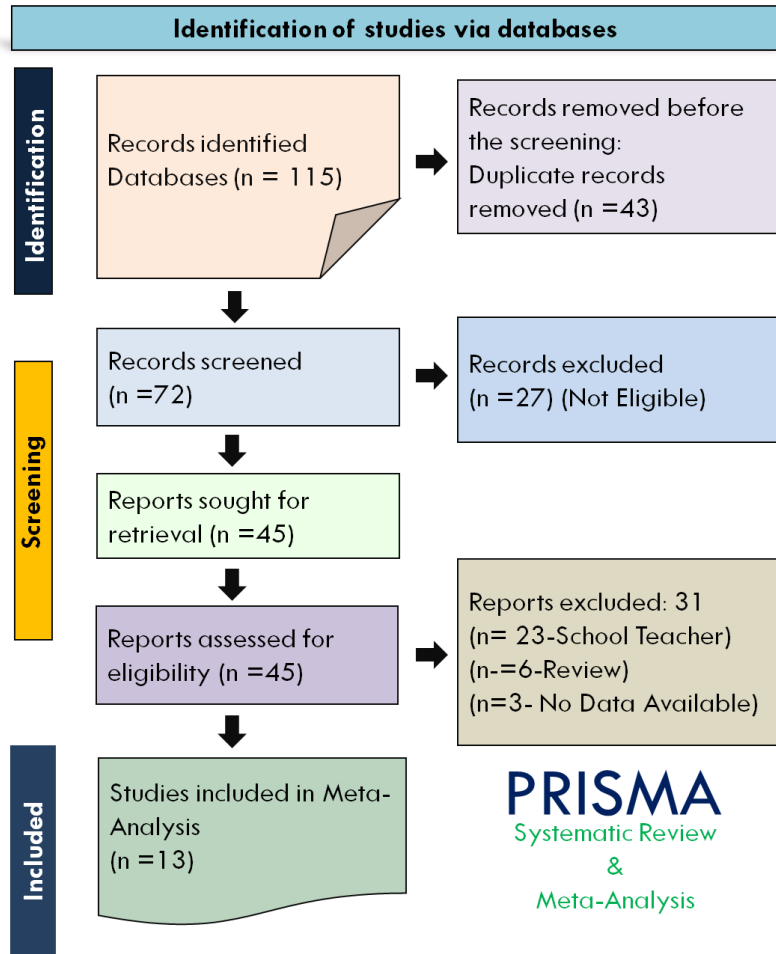 Identification of studies via databases
Identification
Records identified
Databases (n = 115)
Records removed before
the screening:
Duplicate records
removed (n =43)
Screening
Records screened
(n =72)
Records excluded
(n =27) (Not Eligible)
Reports sought for
retrieval (n =45)
Reports assessed for
eligibility (n =45)
Reports excluded: 31
(n= 23-School Teacher)
(n-=6-Review)
(n=3- No Data Available)
Included
Studies included in Meta-
Analysis
(n =13)
PRISMA
Systematic Review
&
Meta-Analysis